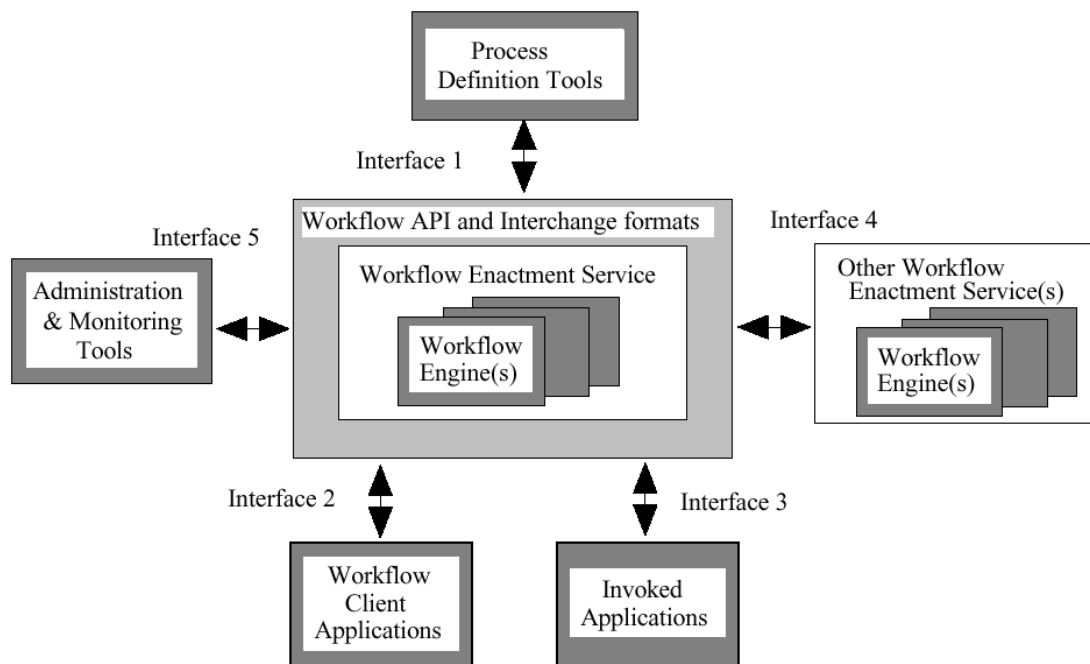 Process
Definition Tools
Interface 1
Workflow API and Interchange formats
Interface 5
Interface 4
Workflow Enactment Service
Other Workflow
Enactment Service(s)
Administration
& Monitoring
Tools
Workflow
Engine(s)
Workflow
Engine(s)
Interface 2
Interface 3
Workflow
Client
Applications
Invoked
Applications